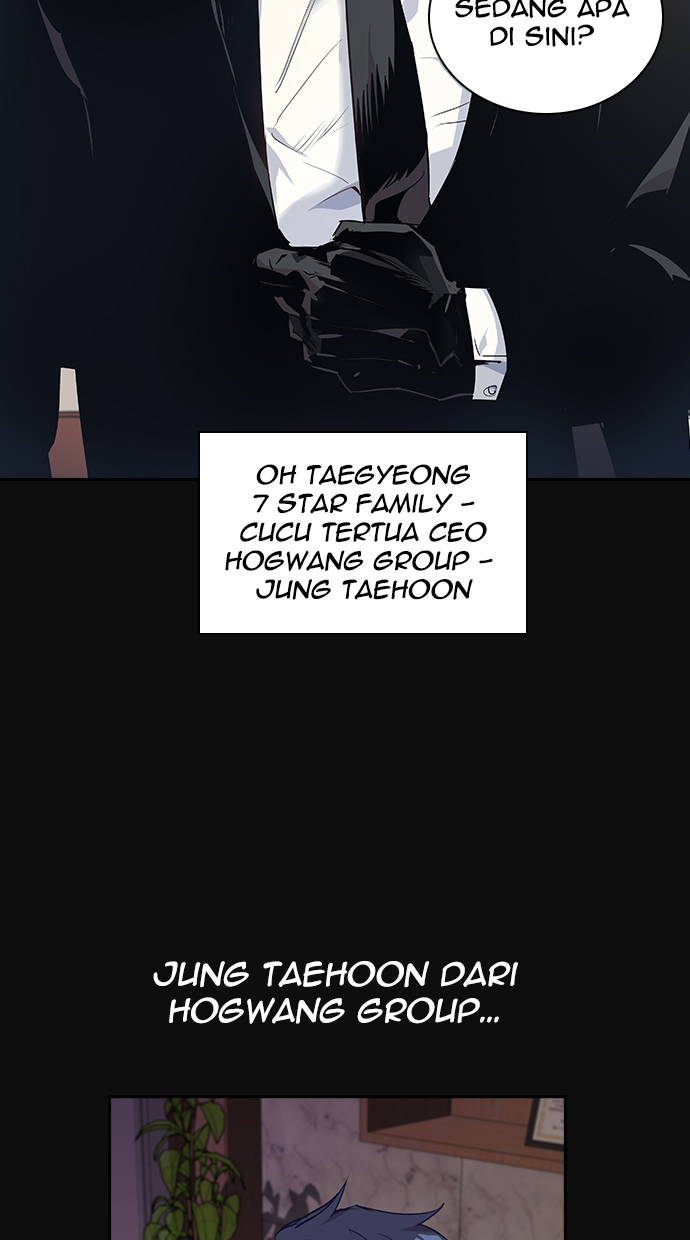 SEDANG APA
DI SINI?
OH TAEGYEONG
7 STAR FAMILY -
CUCU TERTUA CEO
HOGWANG GROUP -
JUNG TAEHOON
JUNG TAEHOON DARI
HOGWANG GROUP...